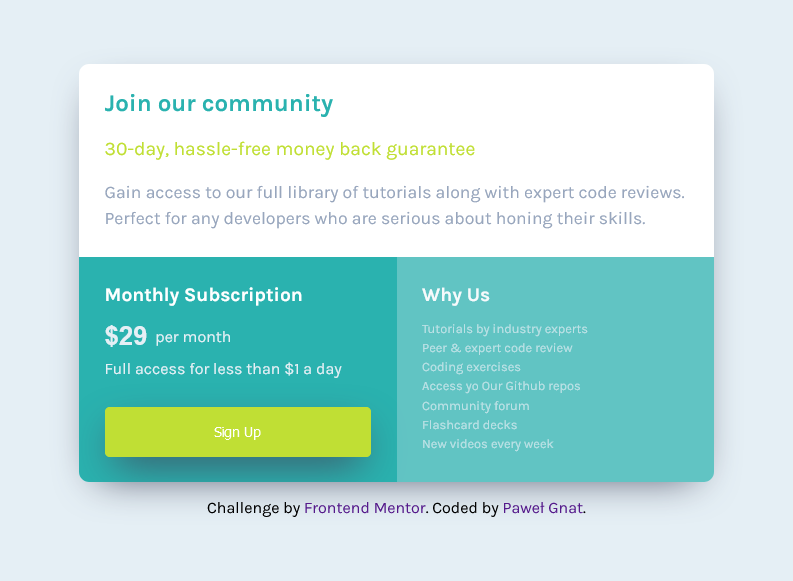 Join our community
30-day, hassle-free money back guarantee
Gain access to our full library of tutorials along with expert code reviews.
Perfect for any developers who are serious about honing their skills.
Monthly Subscription
$29 per month
Full access for less than $1 a day
Sign Up
Why Us
Tutorials by industry experts
Peer & expert code review
Coding exercises
Access yo Our Github repos
Community forum
Flashcard decks
New videos every week
Challenge by Frontend Mentor. Coded by Paweł Gnat.